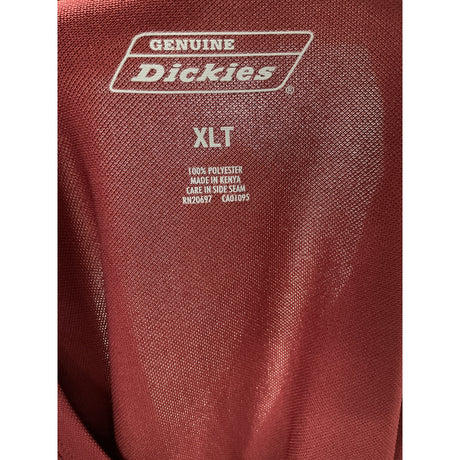 GENUINE
Dickies®
XLT
100% POLYESTER
MADE IN KENYA
CARE IN SIDE SEAM
RN20697 CA01095